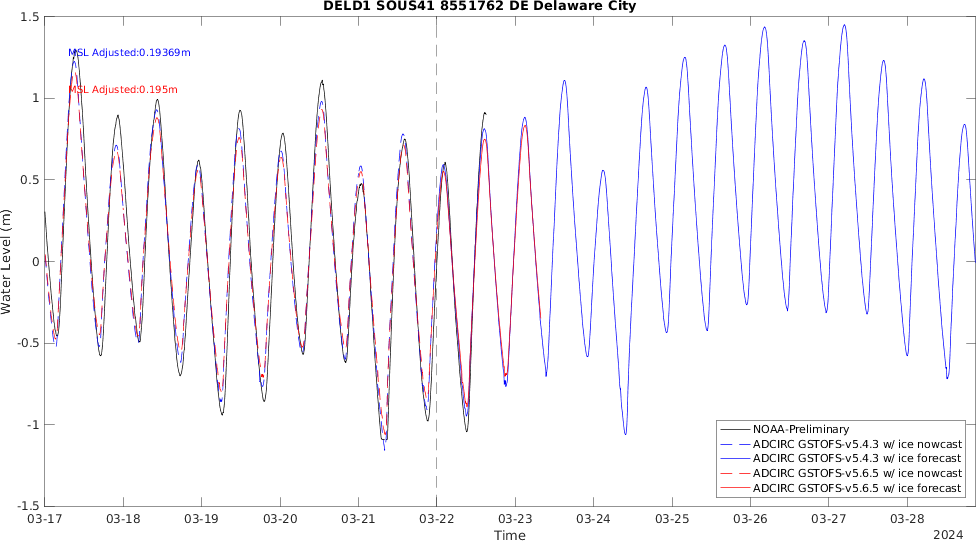 DELD1 SOUS41 8551762 DE Delaware City
1.5
1
0.5
0
-0.5
-1
-1.5
Water Level (m)
MSL Adjusted:0.19369m
MSL Adjusted:0.195m
NOAA-Preliminary
ADCIRC GSTOFS-v5.4.3 w/ ice nowcast
ADCIRC GSTOFS-v5.4.3 w/ ice forecast
ADCIRC GSTOFS-v5.6.5 w/ ice nowcast
ADCIRC GSTOFS-v5.6.5 w/ ice forecast
03-17 03-18 03-19 03-20 03-21 03-22 03-23 03-24 03-25 03-26 03-27 03-28
Time
2024